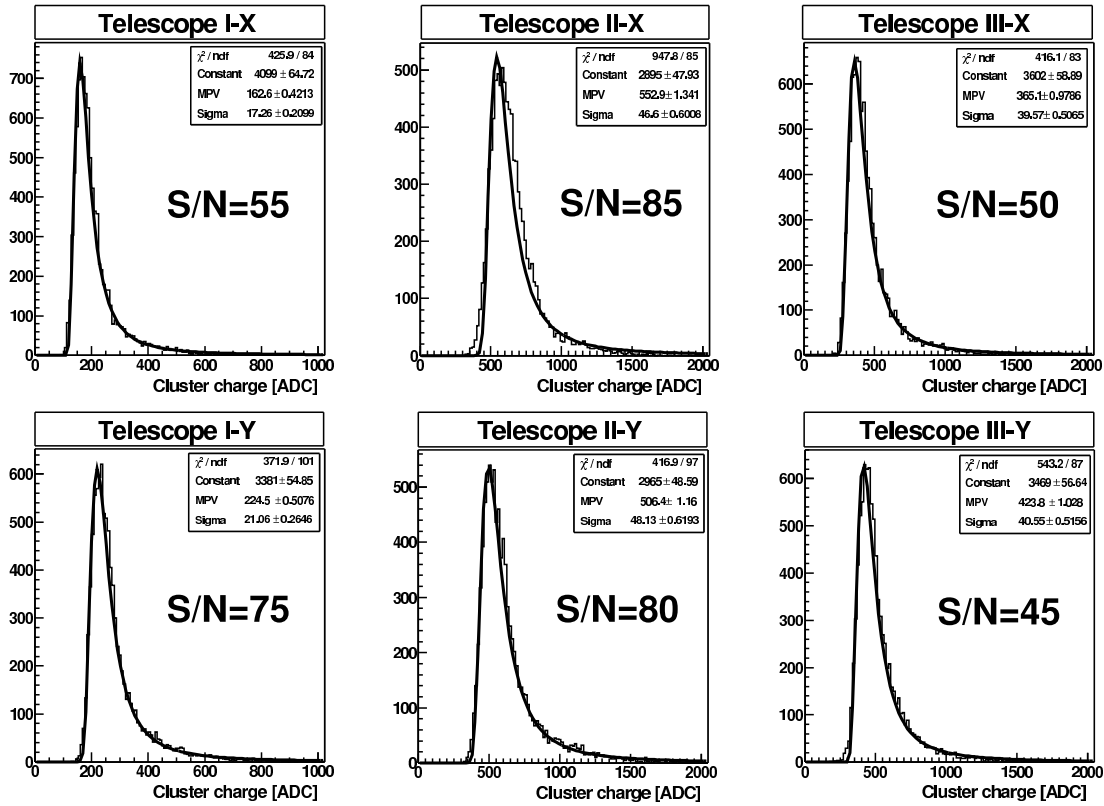 Telescope I-X
χ² / ndf 425.9 / 84
Constant 4099 ± 64.72
MPV 162.6 ± 0.4213
Sigma 17.26 ± 0.2099
S/N=55
700
600
500
400
300
200
100
0
0 200 400 600 800 1000
Cluster charge [ADC]
Telescope II-X
χ² / ndf 947.8 / 85
Constant 2895 ± 47.93
MPV 552.9 ± 1.341
Sigma 46.6 ± 0.6008
S/N=85
500
400
300
200
100
0
0 500 1000 1500 2000
Cluster charge [ADC]
Telescope III-X
χ² / ndf 416.1 / 83
Constant 3602 ± 58.89
MPV 365.1 ± 0.9786
Sigma 39.57 ± 0.5065
S/N=50
600
500
400
300
200
100
0
0 500 1000 1500 2000
Cluster charge [ADC]
Telescope I-Y
χ² / ndf 371.9 / 101
Constant 3381 ± 54.85
MPV 224.5 ± 0.5076
Sigma 21.06 ± 0.2646
S/N=75
600
500
400
300
200
100
0
0 200 400 600 800 1000
Cluster charge [ADC]
Telescope II-Y
χ² / ndf 416.9 / 97
Constant 2965 ± 48.59
MPV 506.4 ± 1.16
Sigma 48.13 ± 0.6193
S/N=80
500
400
300
200
100
0
0 500 1000 1500 2000
Cluster charge [ADC]
Telescope III-Y
χ² / ndf 543.2 / 87
Constant 3469 ± 56.64
MPV 423.8 ± 1.028
Sigma 40.55 ± 0.5156
S/N=45
600
500
400
300
200
100
0
0 500 1000 1500 2000
Cluster charge [ADC]